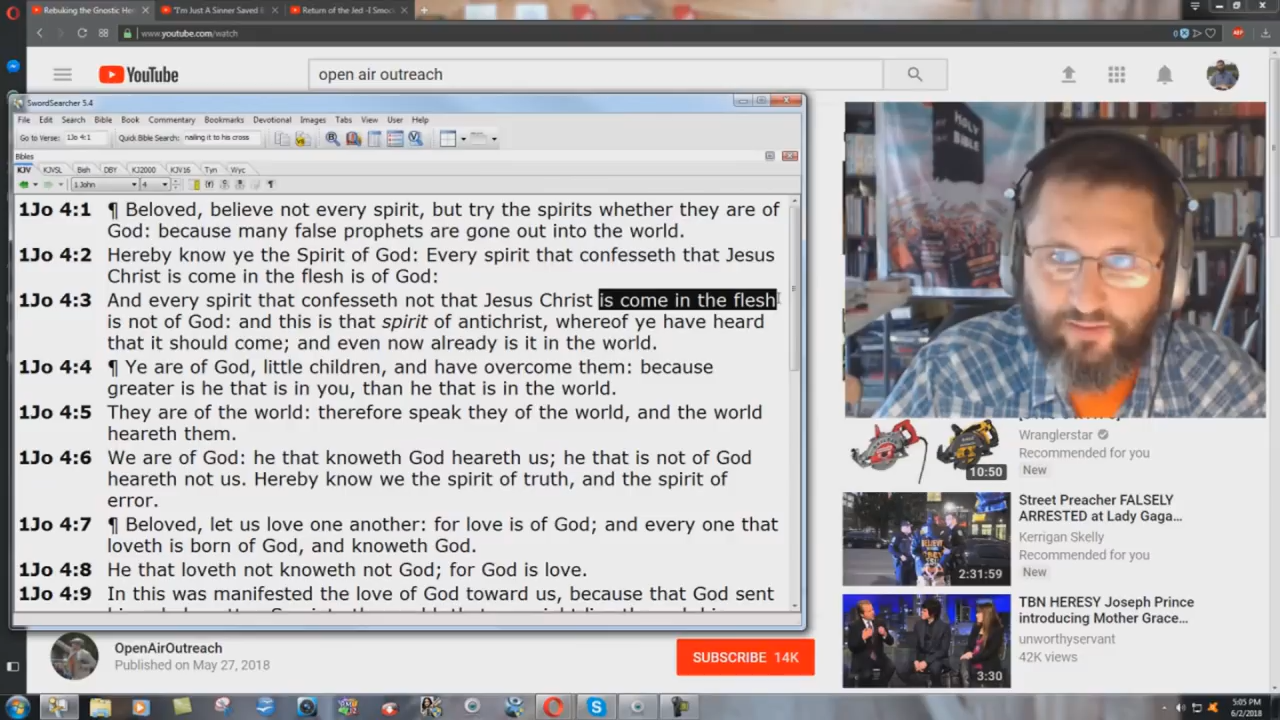 Rebuking the Gnostic He
"I'm Just A Sinner Saved
Return of the Jed -I Smoc
www.youtube.com/watch
YouTube
open air outreach
SwordSearcher 5.4
File Edit Search Bible Commentary Bookmarks Devotional Images Tabs View User Help
Go to Verse: 1Jo 4:1 Quick Bible Search: nailing it to his cross
Bibles
KJV KJVSL Bish DBY KJ2000 KJV16 Tyn Wyc
1 John 4
1Jo 4:1 ¶ Beloved, believe not every spirit, but try the spirits whether they are of
God: because many false prophets are gone out into the world.
1Jo 4:2 Hereby know ye the Spirit of God: Every spirit that confesseth that Jesus
Christ is come in the flesh is of God:
1Jo 4:3 And every spirit that confesseth not that Jesus Christ is come in the flesh
is not of God: and this is that spirit of antichrist, whereof ye have heard
that it should come; and even now already is it in the world.
1Jo 4:4 ¶ Ye are of God, little children, and have overcome them: because
greater is he that is in you, than he that is in the world.
1Jo 4:5 They are of the world: therefore speak they of the world, and the world
heareth them.
1Jo 4:6 We are of God: he that knoweth God heareth us; he that is not of God
heareth not us. Hereby know we the spirit of truth, and the spirit of
error.
1Jo 4:7 ¶ Beloved, let us love one another: for love is of God; and every one that
loveth is born of God, and knoweth God.
1Jo 4:8 He that loveth not knoweth not God; for God is love.
1Jo 4:9 In this was manifested the love of God toward us, because that God sent
OpenAirOutreach
Published on May 27, 2018
SUBSCRIBE 14K
HOLY
BIBLE
Wranglerstar
Recommended for you
New
10:50
Street Preacher FALSELY
ARRESTED at Lady Gaga...
Kerrigan Skelly
Recommended for you
New
2:31:59
TBN HERESY Joseph Prince
introducing Mother Grace...
unworthyservant
42K views
3:30
5:05 PM
6/2/2018